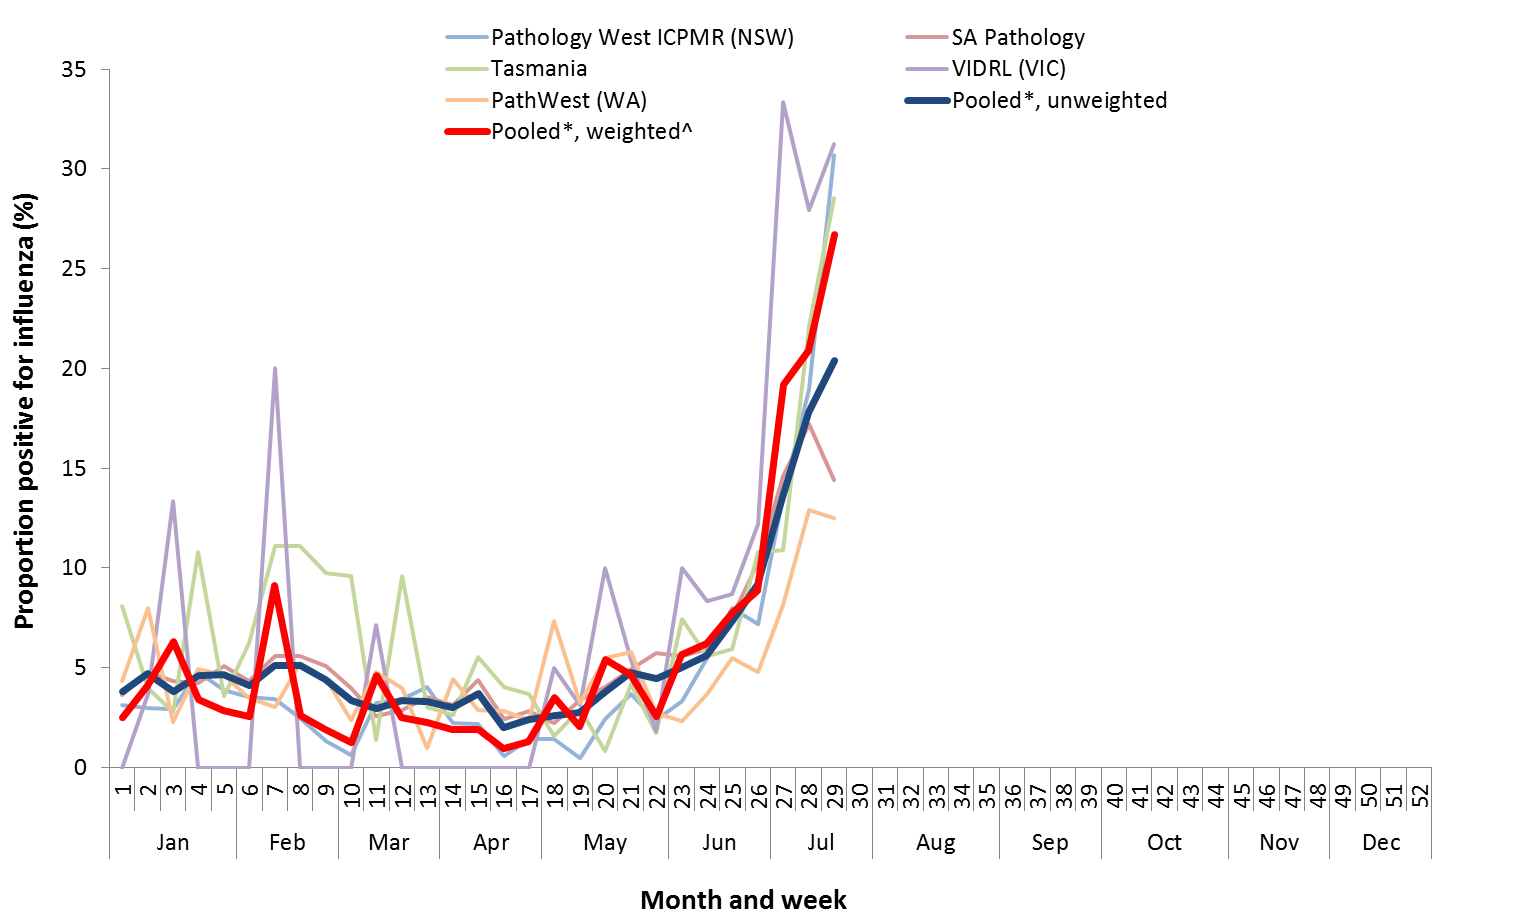 Pathology West ICPMR (NSW) SA Pathology
Tasmania VIDRL (VIC)
PathWest (WA) Pooled*, unweighted
Pooled*, weighted^
Proportion positive for influenza (%)
35
30
25
20
15
10
5
0
1 2 3 4 5 6 7 8 9 10 11 12 13 14 15 16 17 18 19 20 21 22 23 24 25 26 27 28 29 30 31 32 33 34 35 36 37 38 39 40 41 42 43 44 45 46 47 48 49 50 51 52
Jan Feb Mar Apr May Jun Jul Aug Sep Oct Nov Dec
Month and week